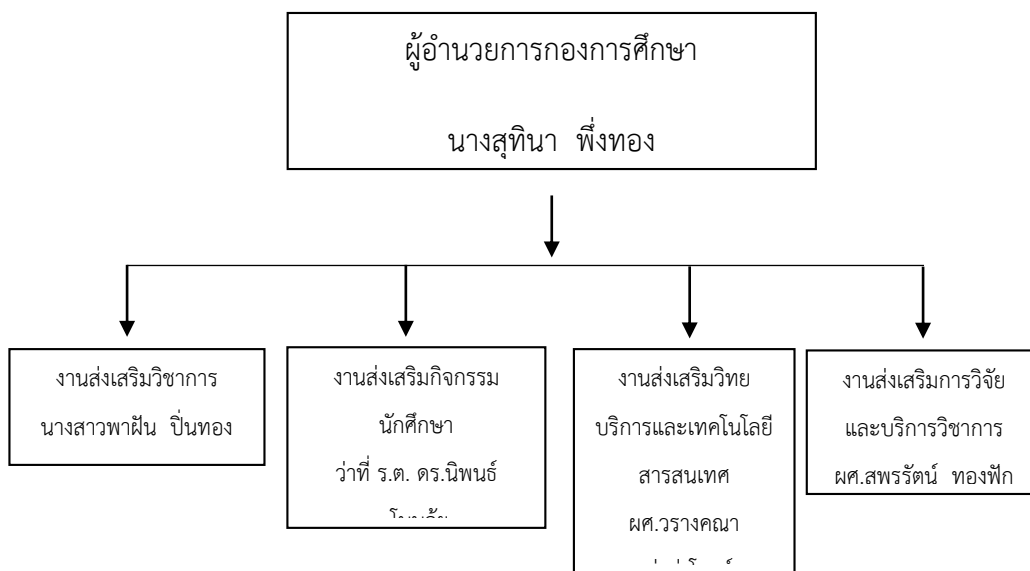 ผู้อำนวยการกองการศึกษา
นางสุทินา พึ่งทอง
งานส่งเสริมวิชาการ
นางสาวพาฝัน ปิ่นทอง
งานส่งเสริมกิจกรรม
นักศึกษา
ว่าที่ ร.ต. ดร.นิพนธ์
งานส่งเสริมวิทย
บริการและเทคโนโลยี
สารสนเทศ
ผศ.วรางคณา
งานส่งเสริมการวิจัย
และบริการวิชาการ
ผศ.สพรรัตน์ ทองฟัก